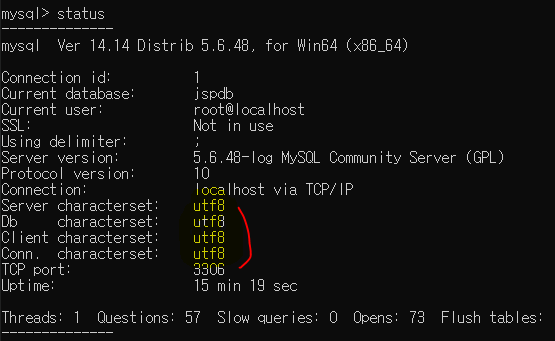 mysql> status
--------------
mysql  Ver 14.14 Distrib 5.6.48, for Win64 (x86_64)
Connection id: 1
Current database: jspdb
Current user: root@localhost
SSL: Not in use
Using delimiter: ;
Server version: 5.6.48-log MySQL Community Server (GPL)
Protocol version: 10
Connection: localhost via TCP/IP
Server characterset: utf8
Db     characterset: utf8
Client characterset: utf8
Conn.  characterset: utf8
TCP port: 3306
Uptime: 15 min 19 sec
Threads: 1  Questions: 57  Slow queries: 0  Opens: 73  Flush tables:
--------------